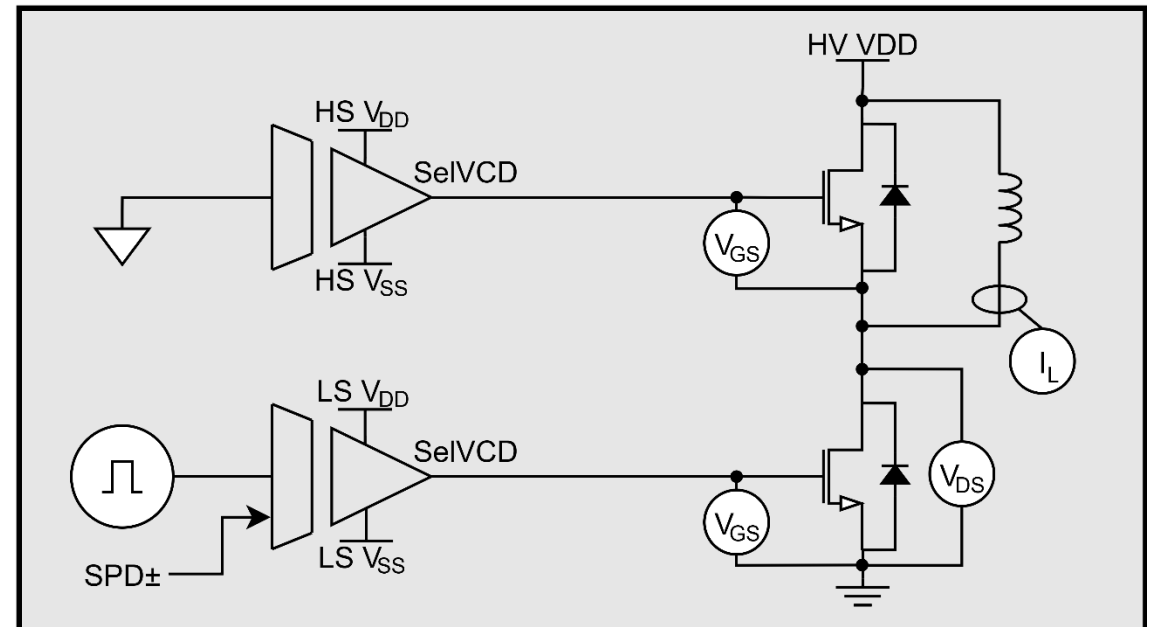 HV VDD
HS VDD
SelVCD
VGS
HS VSS
IL
LS VDD
SelVCD
VDS
VGS
LS VSS
SPD±